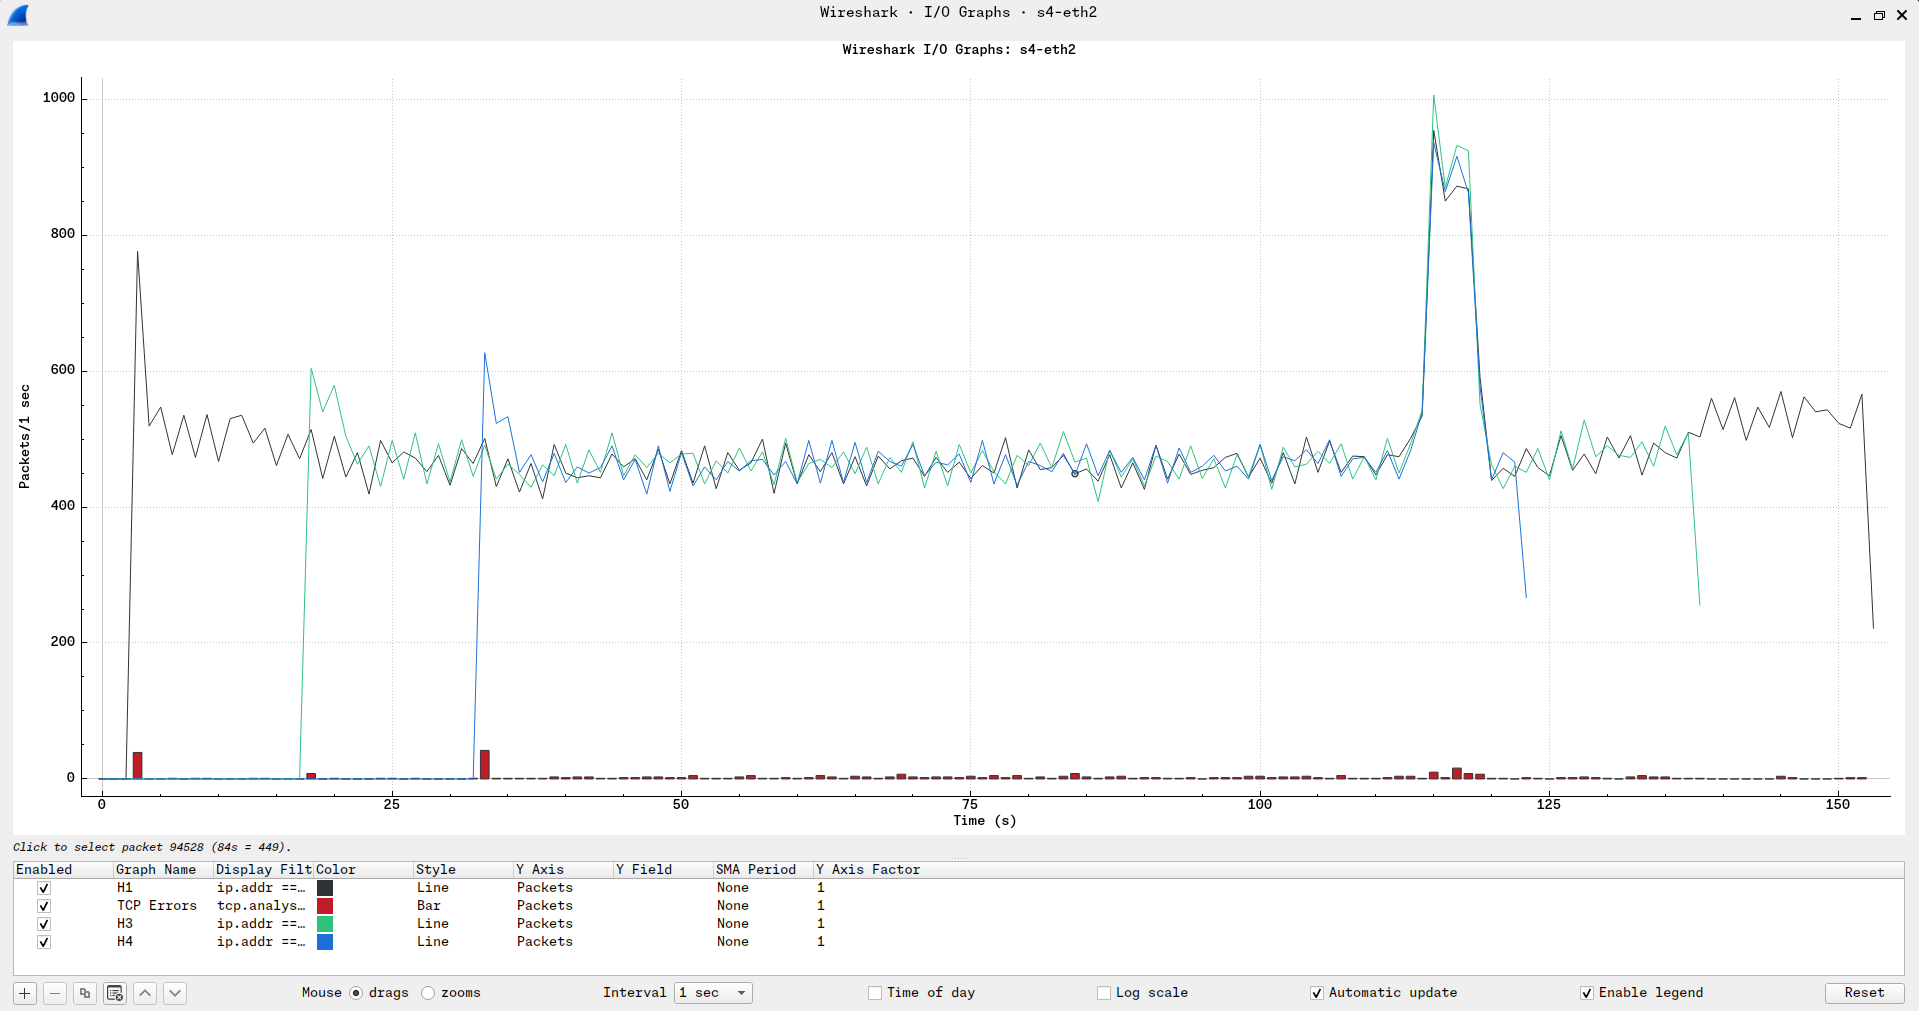 Wireshark · I/O Graphs · s4-eth2
Wireshark I/O Graphs: s4-eth2
1000
800
600
400
200
0
Packets/1 sec
0 25 50 75 100 125 150
Time (s)
Click to select packet 94528 (84s = 449).
Enabled Graph Name Display Filt Color Style Y Axis Y Field SMA Period Y Axis Factor
H1 ip.addr ==… Line Packets None 1
TCP Errors tcp.analys… Bar Packets None 1
H3 ip.addr ==… Line Packets None 1
H4 ip.addr ==… Line Packets None 1
Mouse drags zooms Interval 1 sec Time of day Log scale Automatic update Enable legend Reset